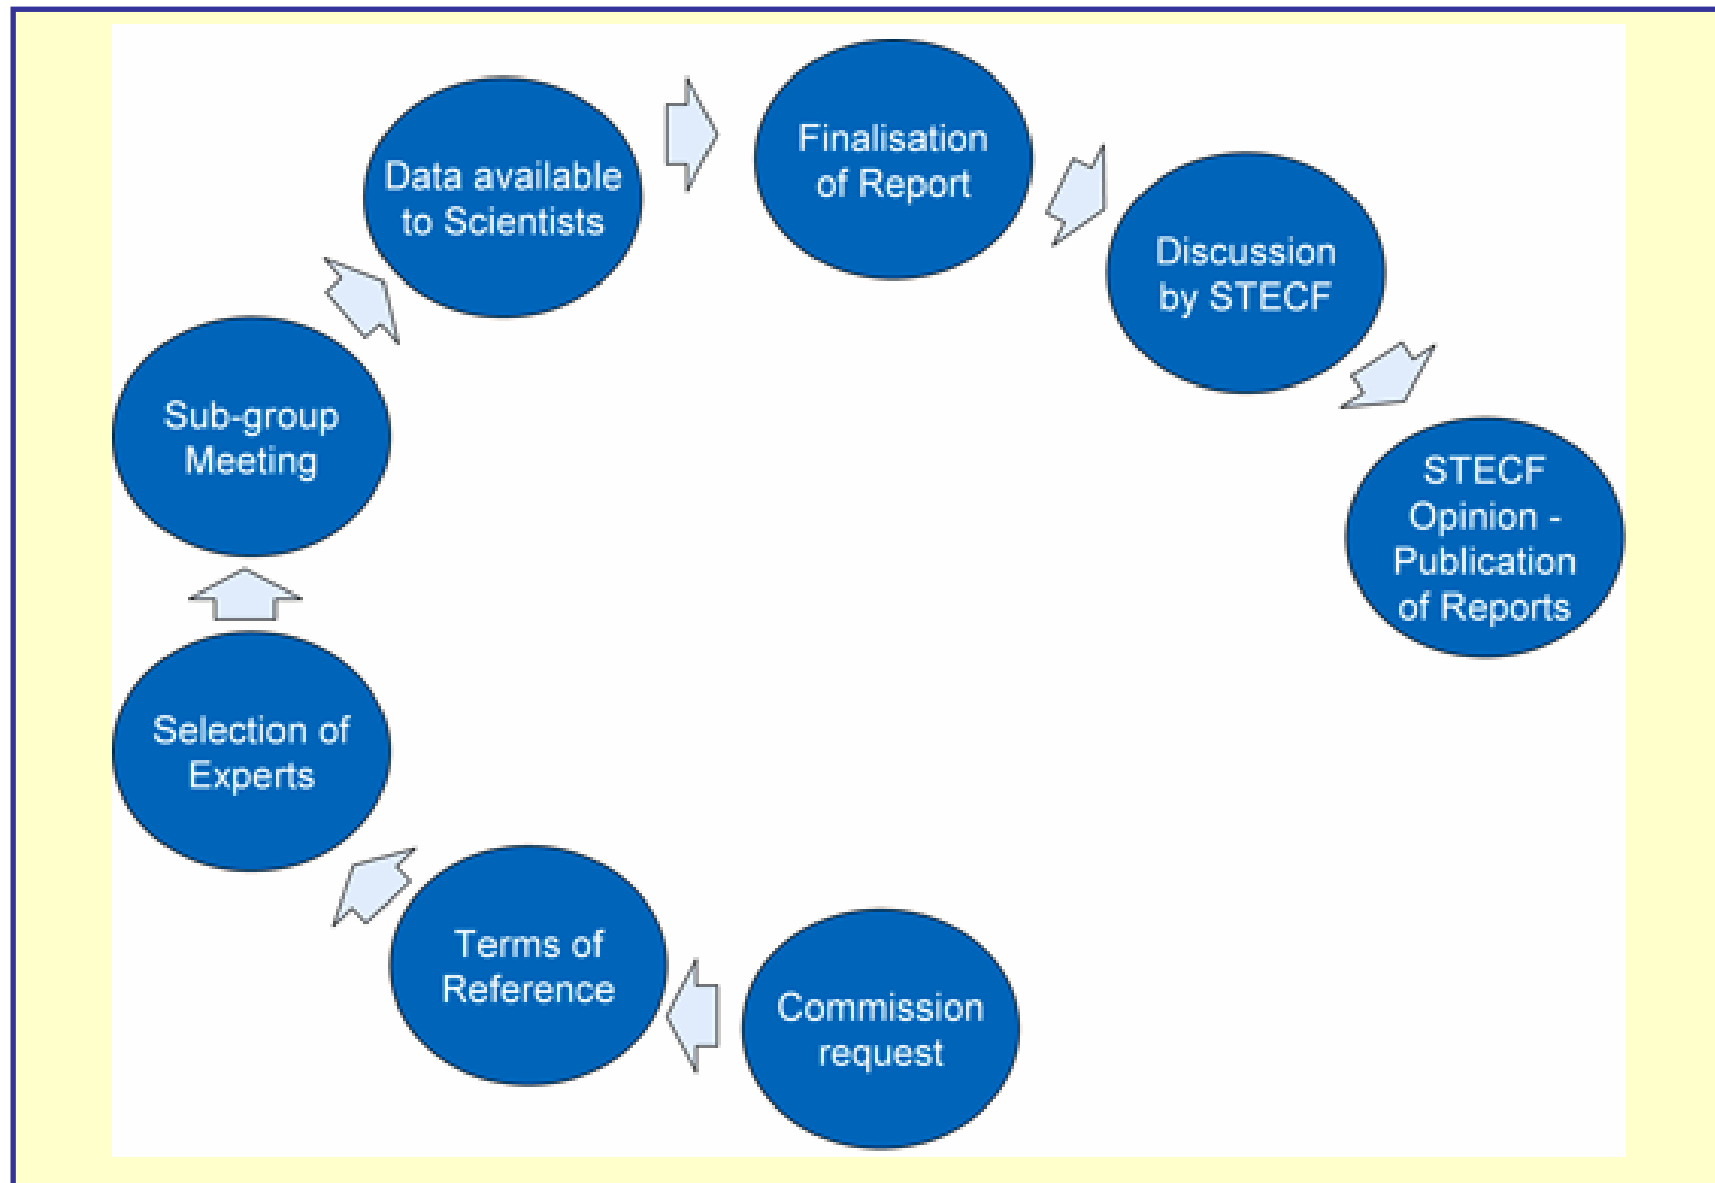 Finalisation
of Report
Data available
to Scientists
Discussion
by STECF
Sub-group
Meeting
STECF
Opinion -
Publication
of Reports
Selection of
Experts
Terms of
Reference
Commission
request